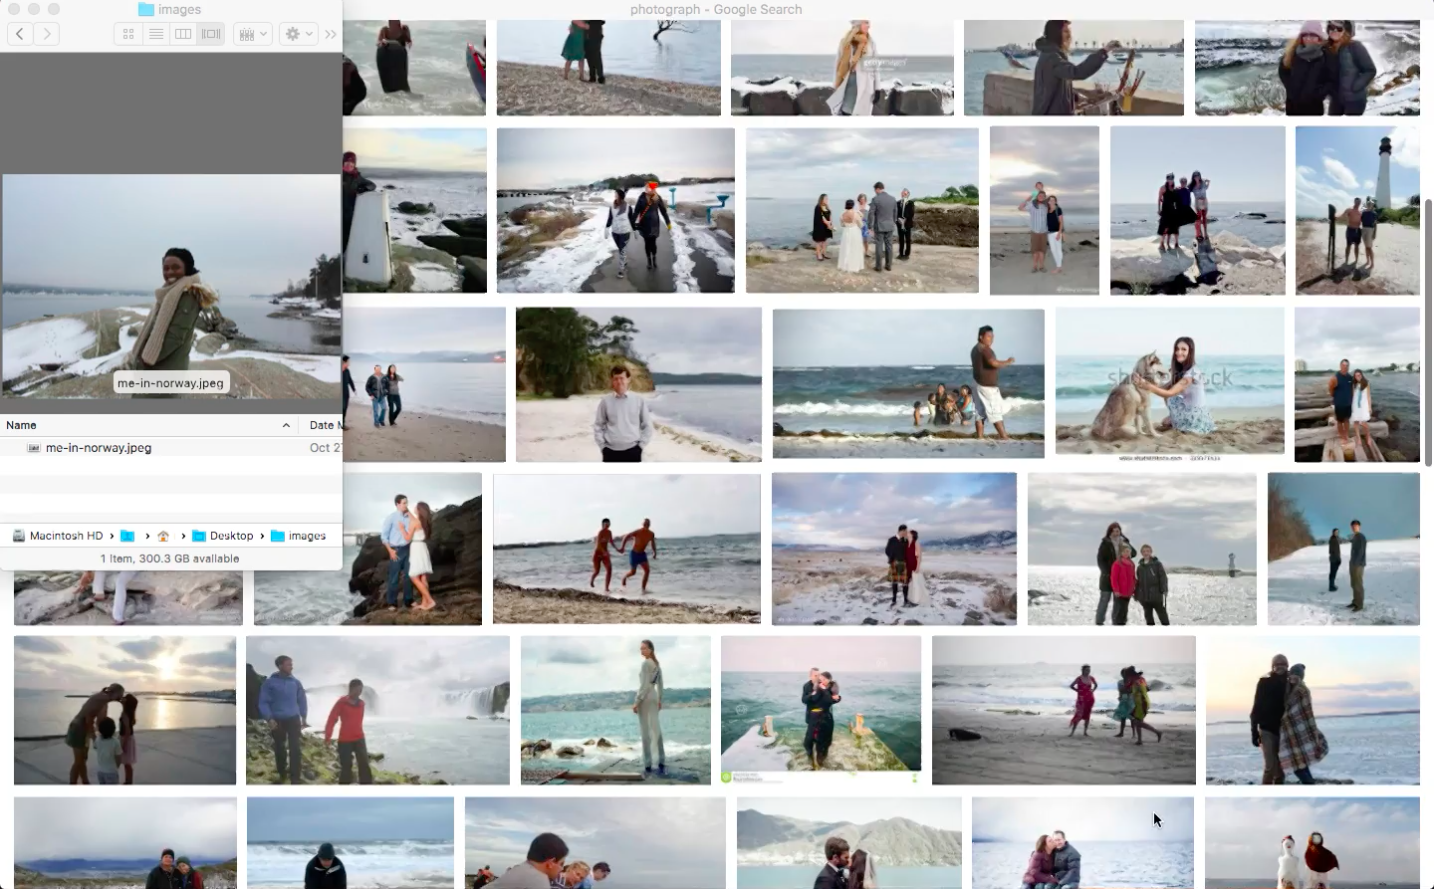 images
photograph - Google Search
me-in-norway.jpeg
shutterstock
Name
Date M
me-in-norway.jpeg
Oct 2
Macintosh HD › › › Desktop › images
1 item, 300.3 GB available